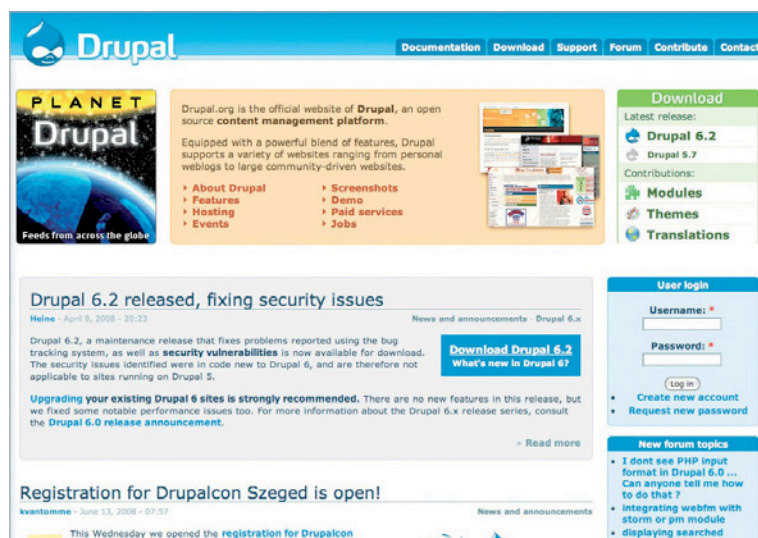 Drupal
Documentation Download Support Forum Contribute Contact
PLANET
Drupal
Feeds from across the globe
Drupal.org is the official website of Drupal, an open
source content management platform.
Equipped with a powerful blend of features, Drupal
supports a variety of websites ranging from personal
weblogs to large community-driven websites.
About Drupal
Features
Hosting
Events
Screenshots
Demo
Paid services
Jobs
Download
Latest release:
Drupal 6.2
Drupal 5.7
Contributions:
Modules
Themes
Translations
Drupal 6.2 released, fixing security issues
Heine - April 9, 2008 - 20:23 News and announcements · Drupal 6.x
Drupal 6.2, a maintenance release that fixes problems reported using the bug
tracking system, as well as security vulnerabilities is now available for download.
The security issues identified were in code new to Drupal 6, and are therefore not
applicable to sites running on Drupal 5.
Download Drupal 6.2
What's new in Drupal 6?
Upgrading your existing Drupal 6 sites is strongly recommended. There are no new features in this release, but
we fixed some notable performance issues too. For more information about the Drupal 6.x release series, consult
the Drupal 6.0 release announcement.
» Read more
Registration for Drupalcon Szeged is open!
kvantomme - June 13, 2008 - 07:57 News and announcements
This Wednesday we opened the registration for Drupalcon
User login
Username: *
Password: *
Log in
• Create new account
• Request new password
New forum topics
• I dont see PHP input
format in Drupal 6.0 ...
Can anyone tell me how
to do that ?
• integrating webfm with
storm or pm module
• displaying searched